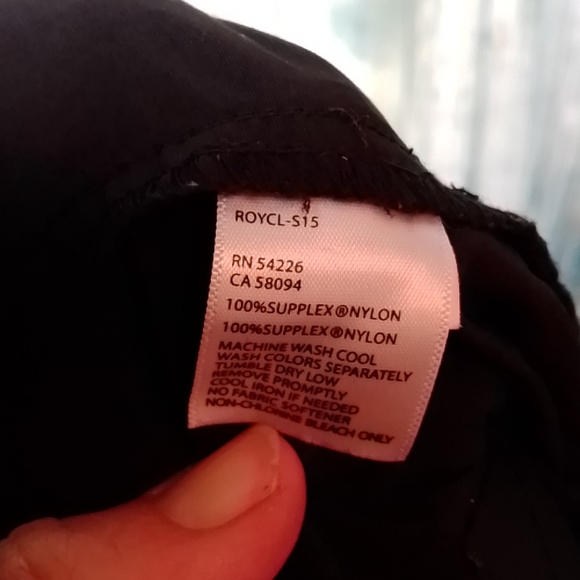 ROYCL-S15
RN 54226
CA 58094
100%SUPPLEX®NYLON
100%SUPPLEX®NYLON
MACHINE WASH COOL
WASH COLORS SEPARATELY
TUMBLE DRY LOW
REMOVE PROMPTLY
COOL IRON IF NEEDED
NO FABRIC SOFTENER
NON-CHLORINE BLEACH ONLY